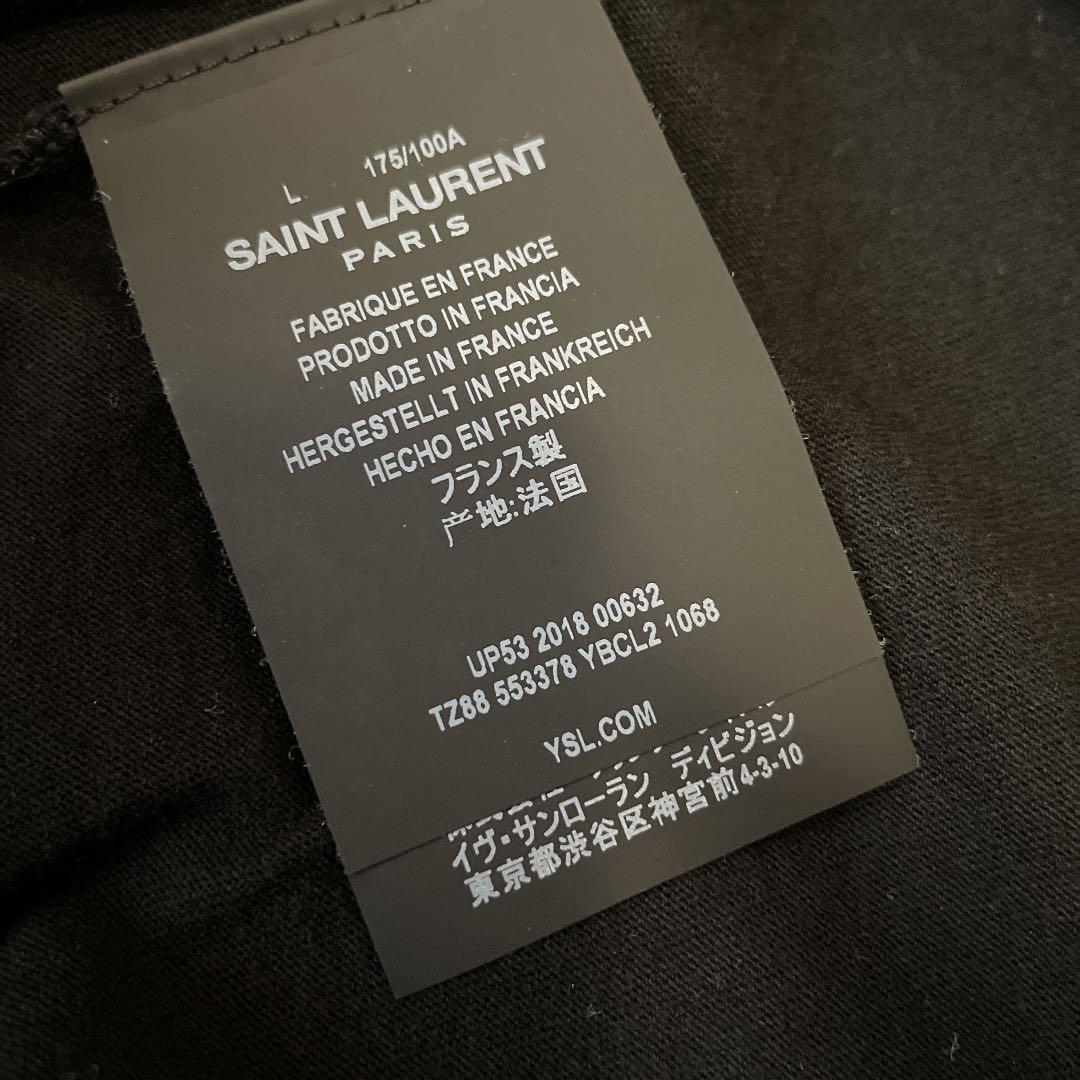 L 175/100A
SAINT LAURENT
PARIS
FABRIQUE EN FRANCE
PRODOTTO IN FRANCIA
MADE IN FRANCE
HERGESTELLT IN FRANKREICH
HECHO EN FRANCIA
フランス製
产地:法国
UP53 2018 00632
TZ88 553378 YBCL2 1068
YSL.COM
イヴ・サンローラン ディビジョン
東京都渋谷区神宮前4-3-10